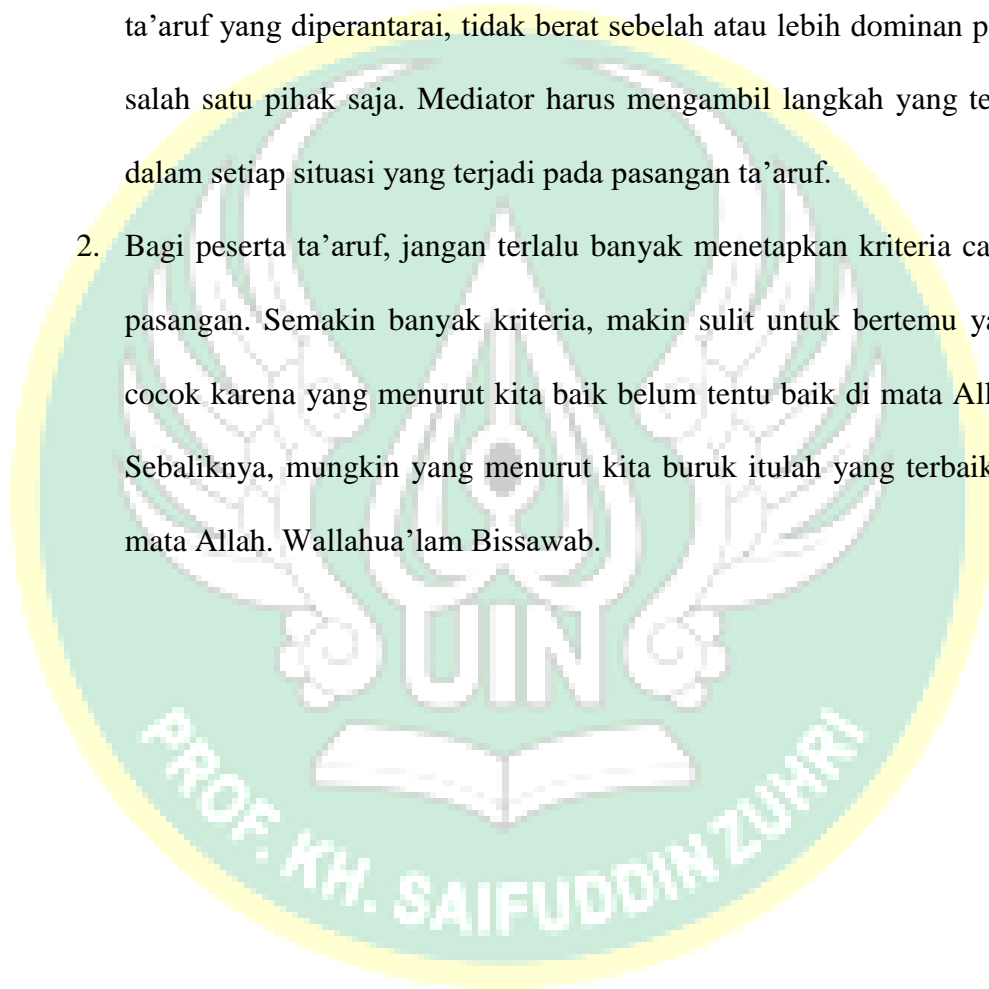 ta’aruf yang diperantarai, tidak berat sebelah atau lebih dominan p
salah satu pihak saja. Mediator harus mengambil langkah yang te
dalam setiap situasi yang terjadi pada pasangan ta’aruf.
2. Bagi peserta ta’aruf, jangan terlalu banyak menetapkan kriteria ca
pasangan. Semakin banyak kriteria, makin sulit untuk bertemu ya
cocok karena yang menurut kita baik belum tentu baik di mata All
Sebaliknya, mungkin yang menurut kita buruk itulah yang terbaik
mata Allah. Wallahua’lam Bissawab.
UIN
PROF. KH. SAIFUDDIN ZUHRI